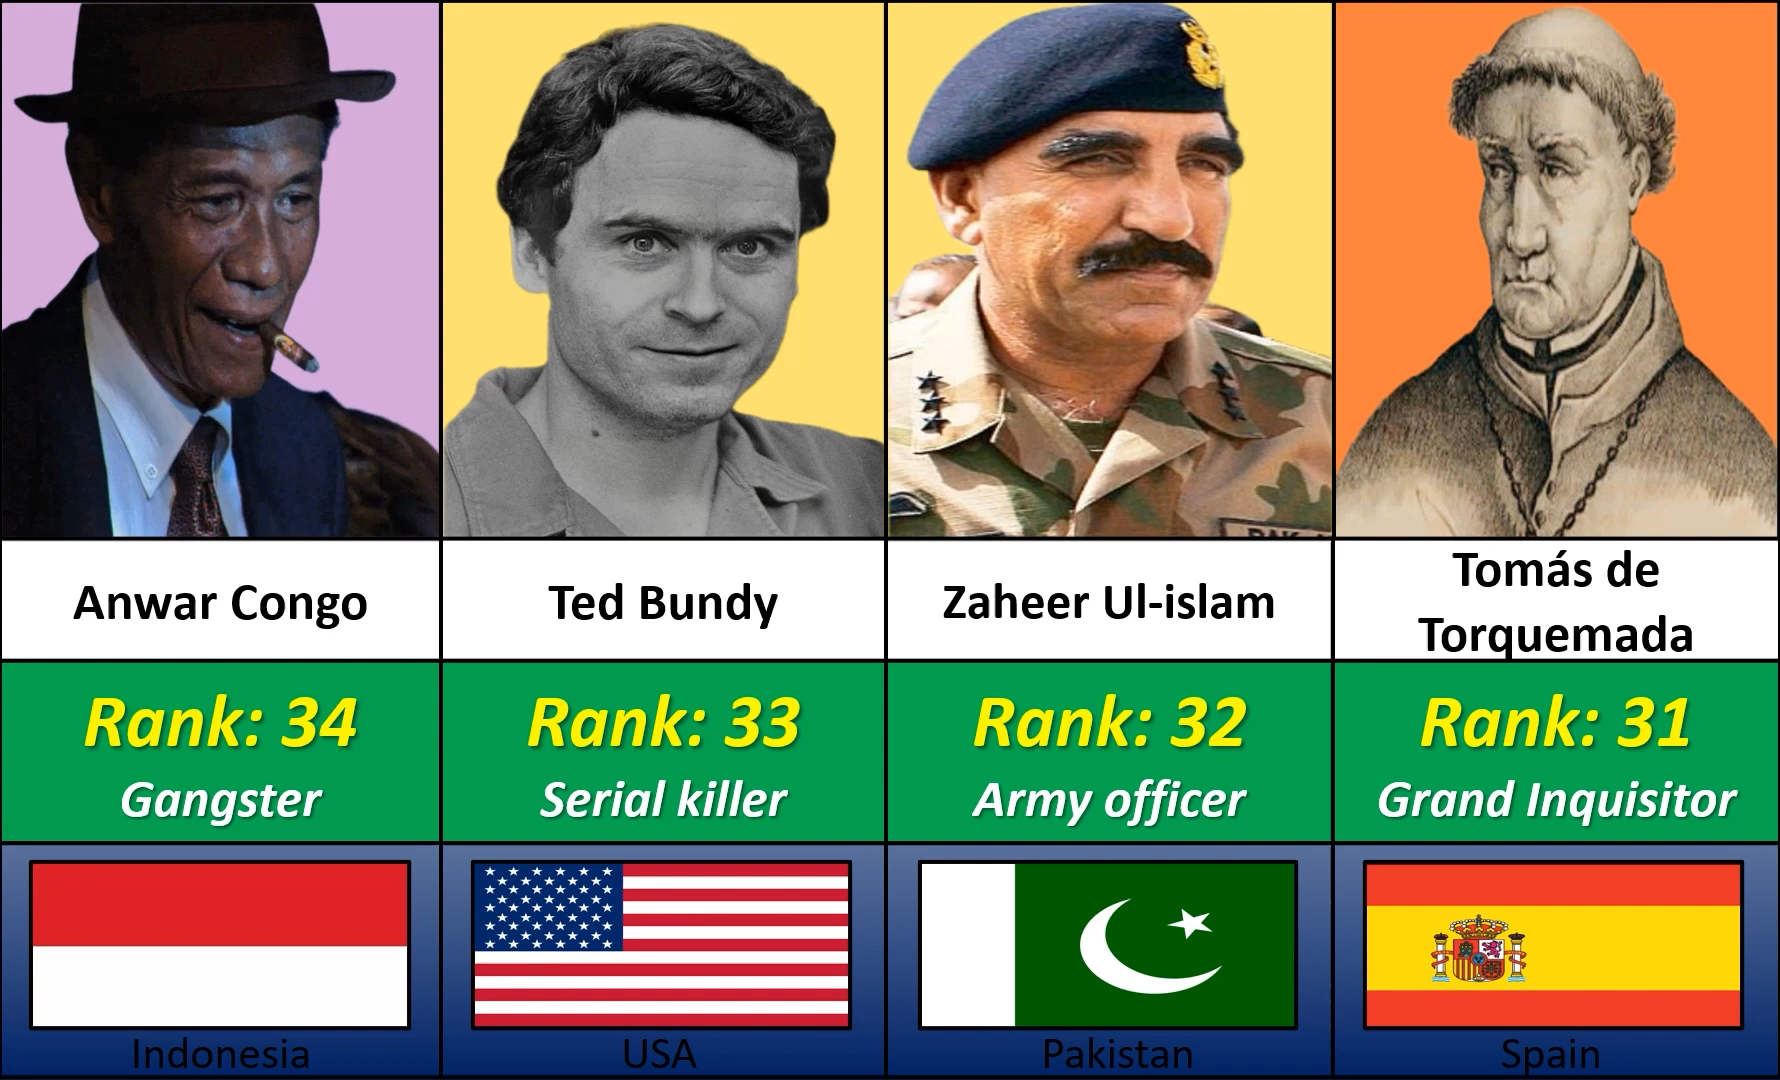 Anwar Congo
Rank: 34
Gangster
Indonesia
Ted Bundy
Rank: 33
Serial killer
USA
Zaheer Ul-islam
Rank: 32
Army officer
Pakistan
Tomás de
Torquemada
Rank: 31
Grand Inquisitor
Spain